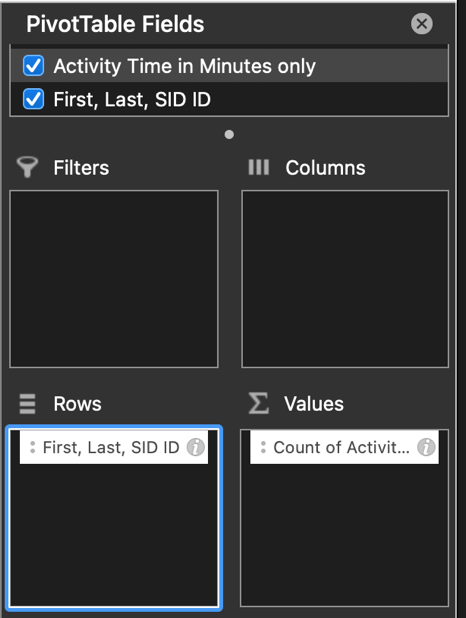 PivotTable Fields
Activity Time in Minutes only
First, Last, SID ID
Filters
Columns
Rows
Values
First, Last, SID ID
Count of Activit...